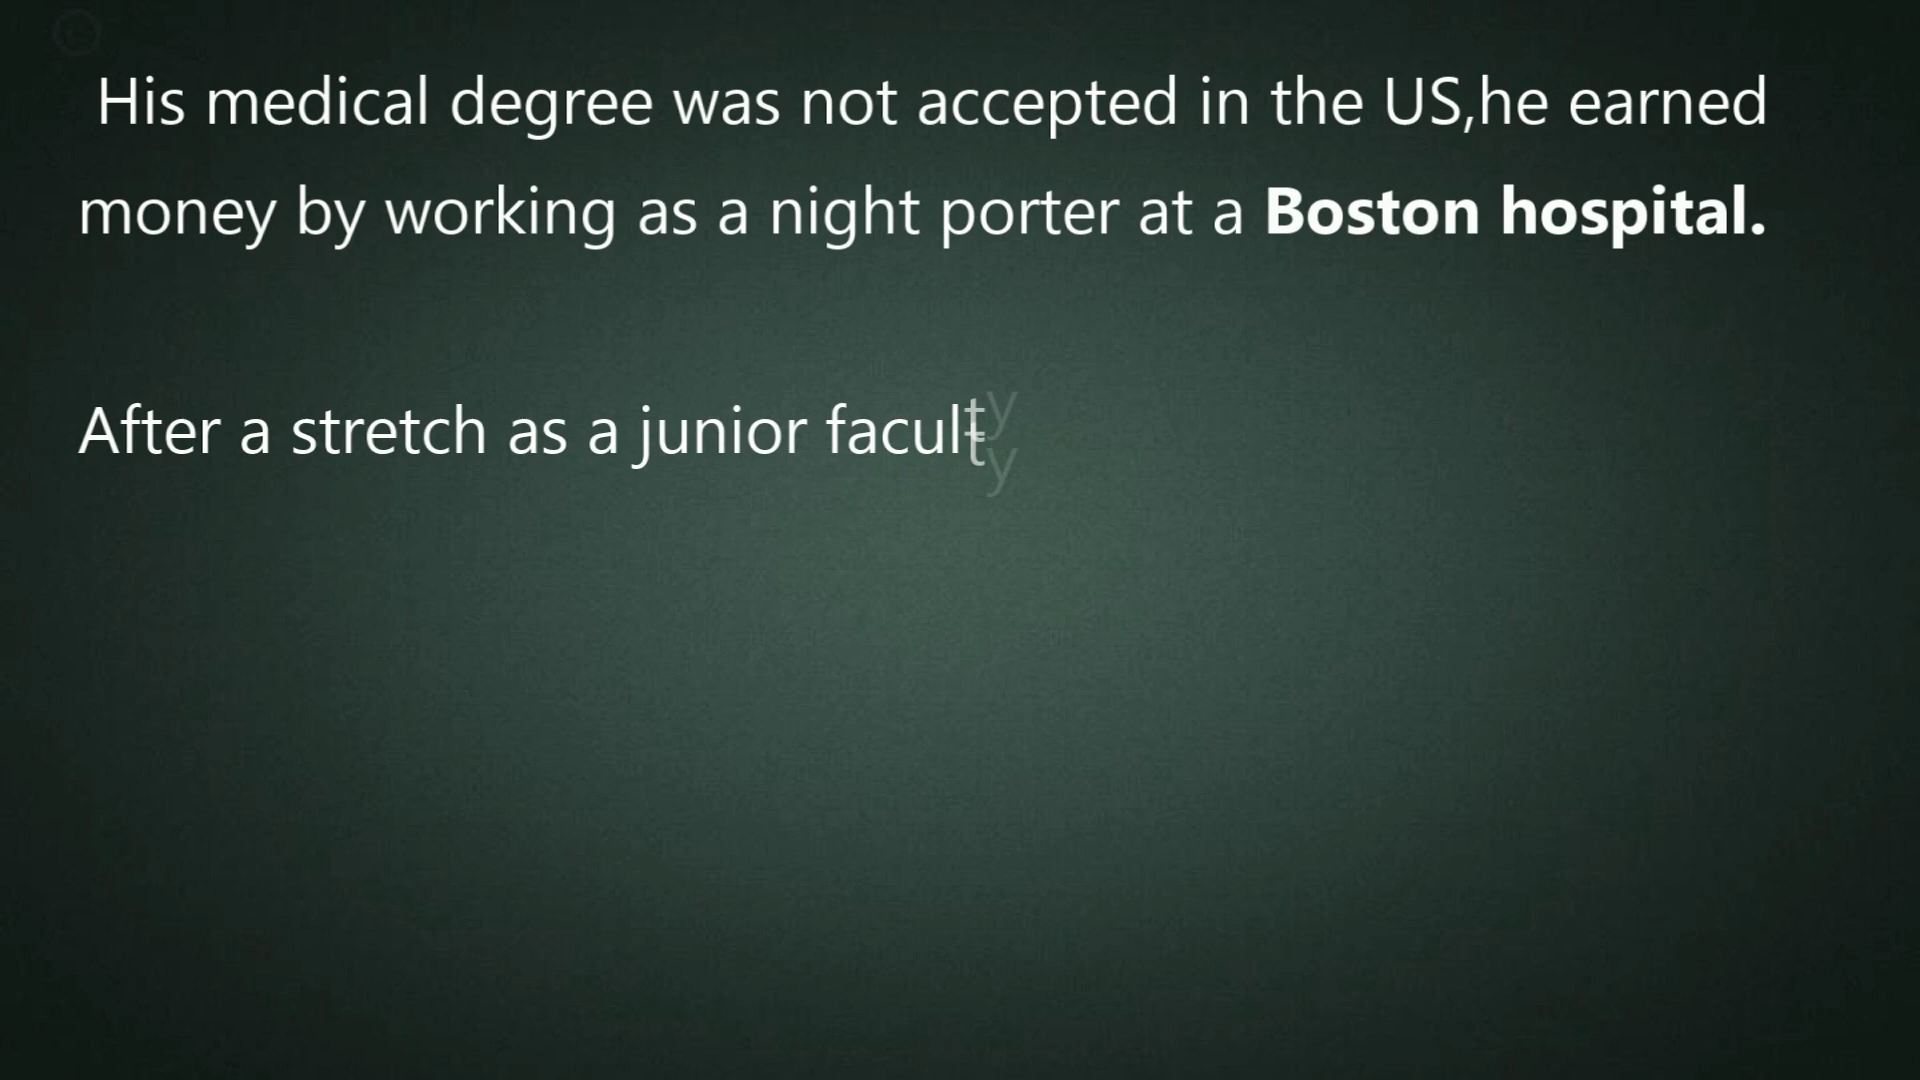 His medical degree was not accepted in the US,he earned
money by working as a night porter at a Boston hospital.
After a stretch as a junior faculty